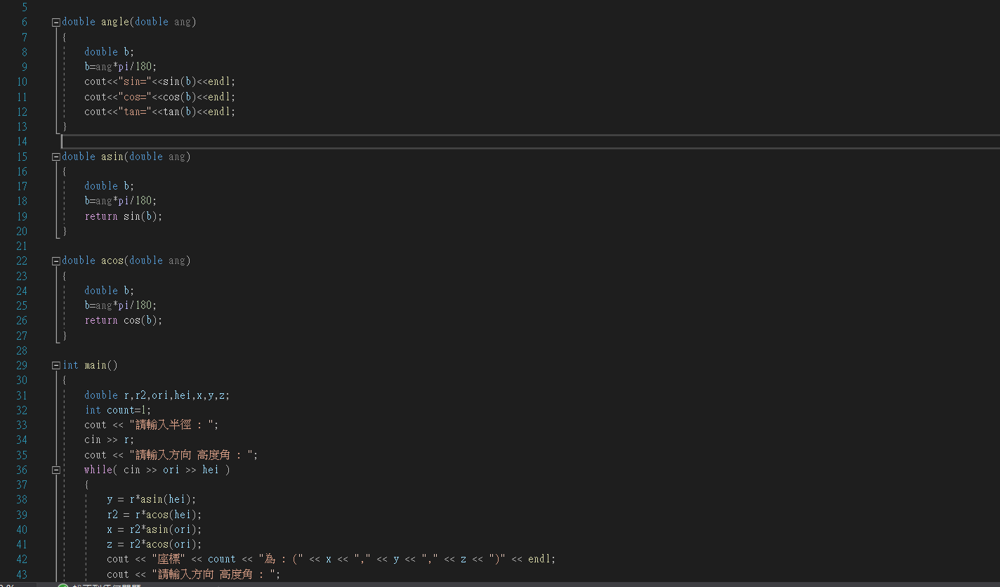 5
6 double angle(double ang)
7 {
8 double b;
9 b=ang*pi/180;
10 cout<<"sin="<<sin(b)<<endl;
11 cout<<"cos="<<cos(b)<<endl;
12 cout<<"tan="<<tan(b)<<endl;
13 }
14
15 double asin(double ang)
16 {
17 double b;
18 b=ang*pi/180;
19 return sin(b);
20 }
21
22 double acos(double ang)
23 {
24 double b;
25 b=ang*pi/180;
26 return cos(b);
27 }
28
29 int main()
30 {
31 double r,r2,ori,hei,x,y,z;
32 int count=1;
33 cout << "請輸入半徑 : ";
34 cin >> r;
35 cout << "請輸入方向 高度角 : ";
36 while( cin >> ori >> hei )
37 {
38 y = r*asin(hei);
39 r2 = r*acos(hei);
40 x = r2*asin(ori);
41 z = r2*acos(ori);
42 cout << "座標" << count << "為 : (" << x << "," << y << "," << z << ")" << endl;
43 cout << "請輸入方向 高度角 : ";